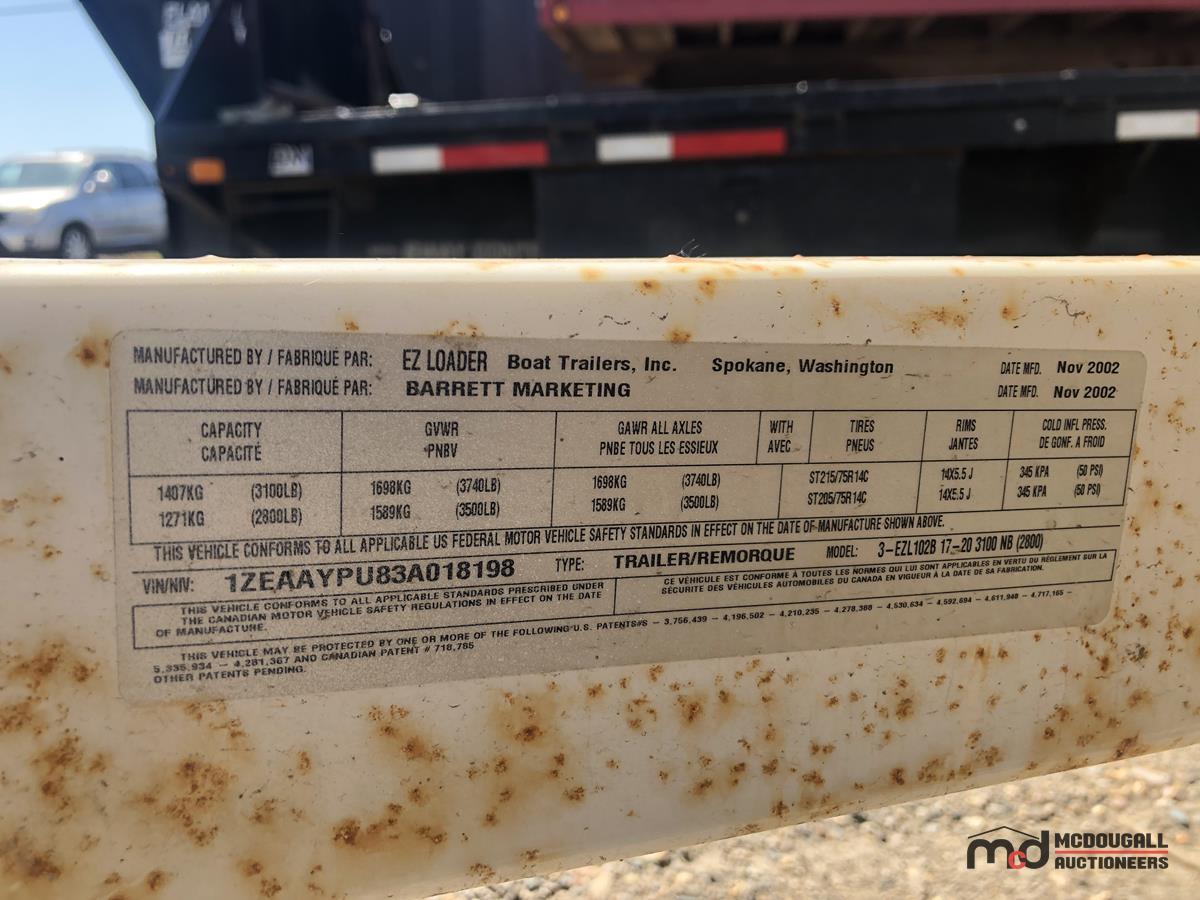 MANUFACTURED BY / FABRIQUE PAR: EZ LOADER Boat Trailers, Inc. Spokane, Washington DATE MFD. Nov 2002
MANUFACTURED BY / FABRIQUÉ PAR: BARRETT MARKETING DATE MFD. Nov 2002
CAPACITY GVWR GAWR ALL AXLES WITH TIRES RIMS COLD INFL PRESS.
CAPACITÉ PNBV PNBE TOUS LES ESSIEUX AVEC PNEUS JANTES DE GONF. A FROID
1407KG (3100LB) 1698KG (3740LB) 1698KG (3740LB) ST215/75R14C 14X5.5 J 345 KPA (50 PSI)
1271KG (2800LB) 1589KG (3500LB) 1589KG (3500LB) ST205/75R14C 14X5.5 J 345 KPA (50 PSI)
THIS VEHICLE CONFORMS TO ALL APPLICABLE US FEDERAL MOTOR VEHICLE SAFETY STANDARDS IN EFFECT ON THE DATE OF MANUFACTURE SHOWN ABOVE.
VIN/NIV: 1ZEAAYPU83A018198 TYPE: TRAILER/REMORQUE MODEL: 3-EZL102B 17-20 3100 NB (2800)
THIS VEHICLE CONFORMS TO ALL APPLICABLE STANDARDS PRESCRIBED UNDER
THE CANADIAN MOTOR VEHICLE SAFETY REGULATIONS IN EFFECT ON THE DATE
OF MANUFACTURE.
CE VÉHICULE EST CONFORME À TOUTES LES NORMES QUI LUI SONT APPLICABLES EN VERTU DU RÈGLEMENT SUR LA
SÉCURITE DES VÉHICULES AUTOMOBILES DU CANADA EN VIGUEUR À LA DATE DE SA FABRICATION.
THIS VEHICLE MAY BE PROTECTED BY ONE OR MORE OF THE FOLLOWING U.S. PATENTS#S - 3,756,439 - 4,196,502 - 4,210,235 - 4,278,388 - 4,530,634 - 4,592,694 - 4,611,948 - 4,717,165 -
5,335,934 - 4,281,367 AND CANADIAN PATENT # 718,785
OTHER PATENTS PENDING.
mcd MCDOUGALL
AUCTIONEERS